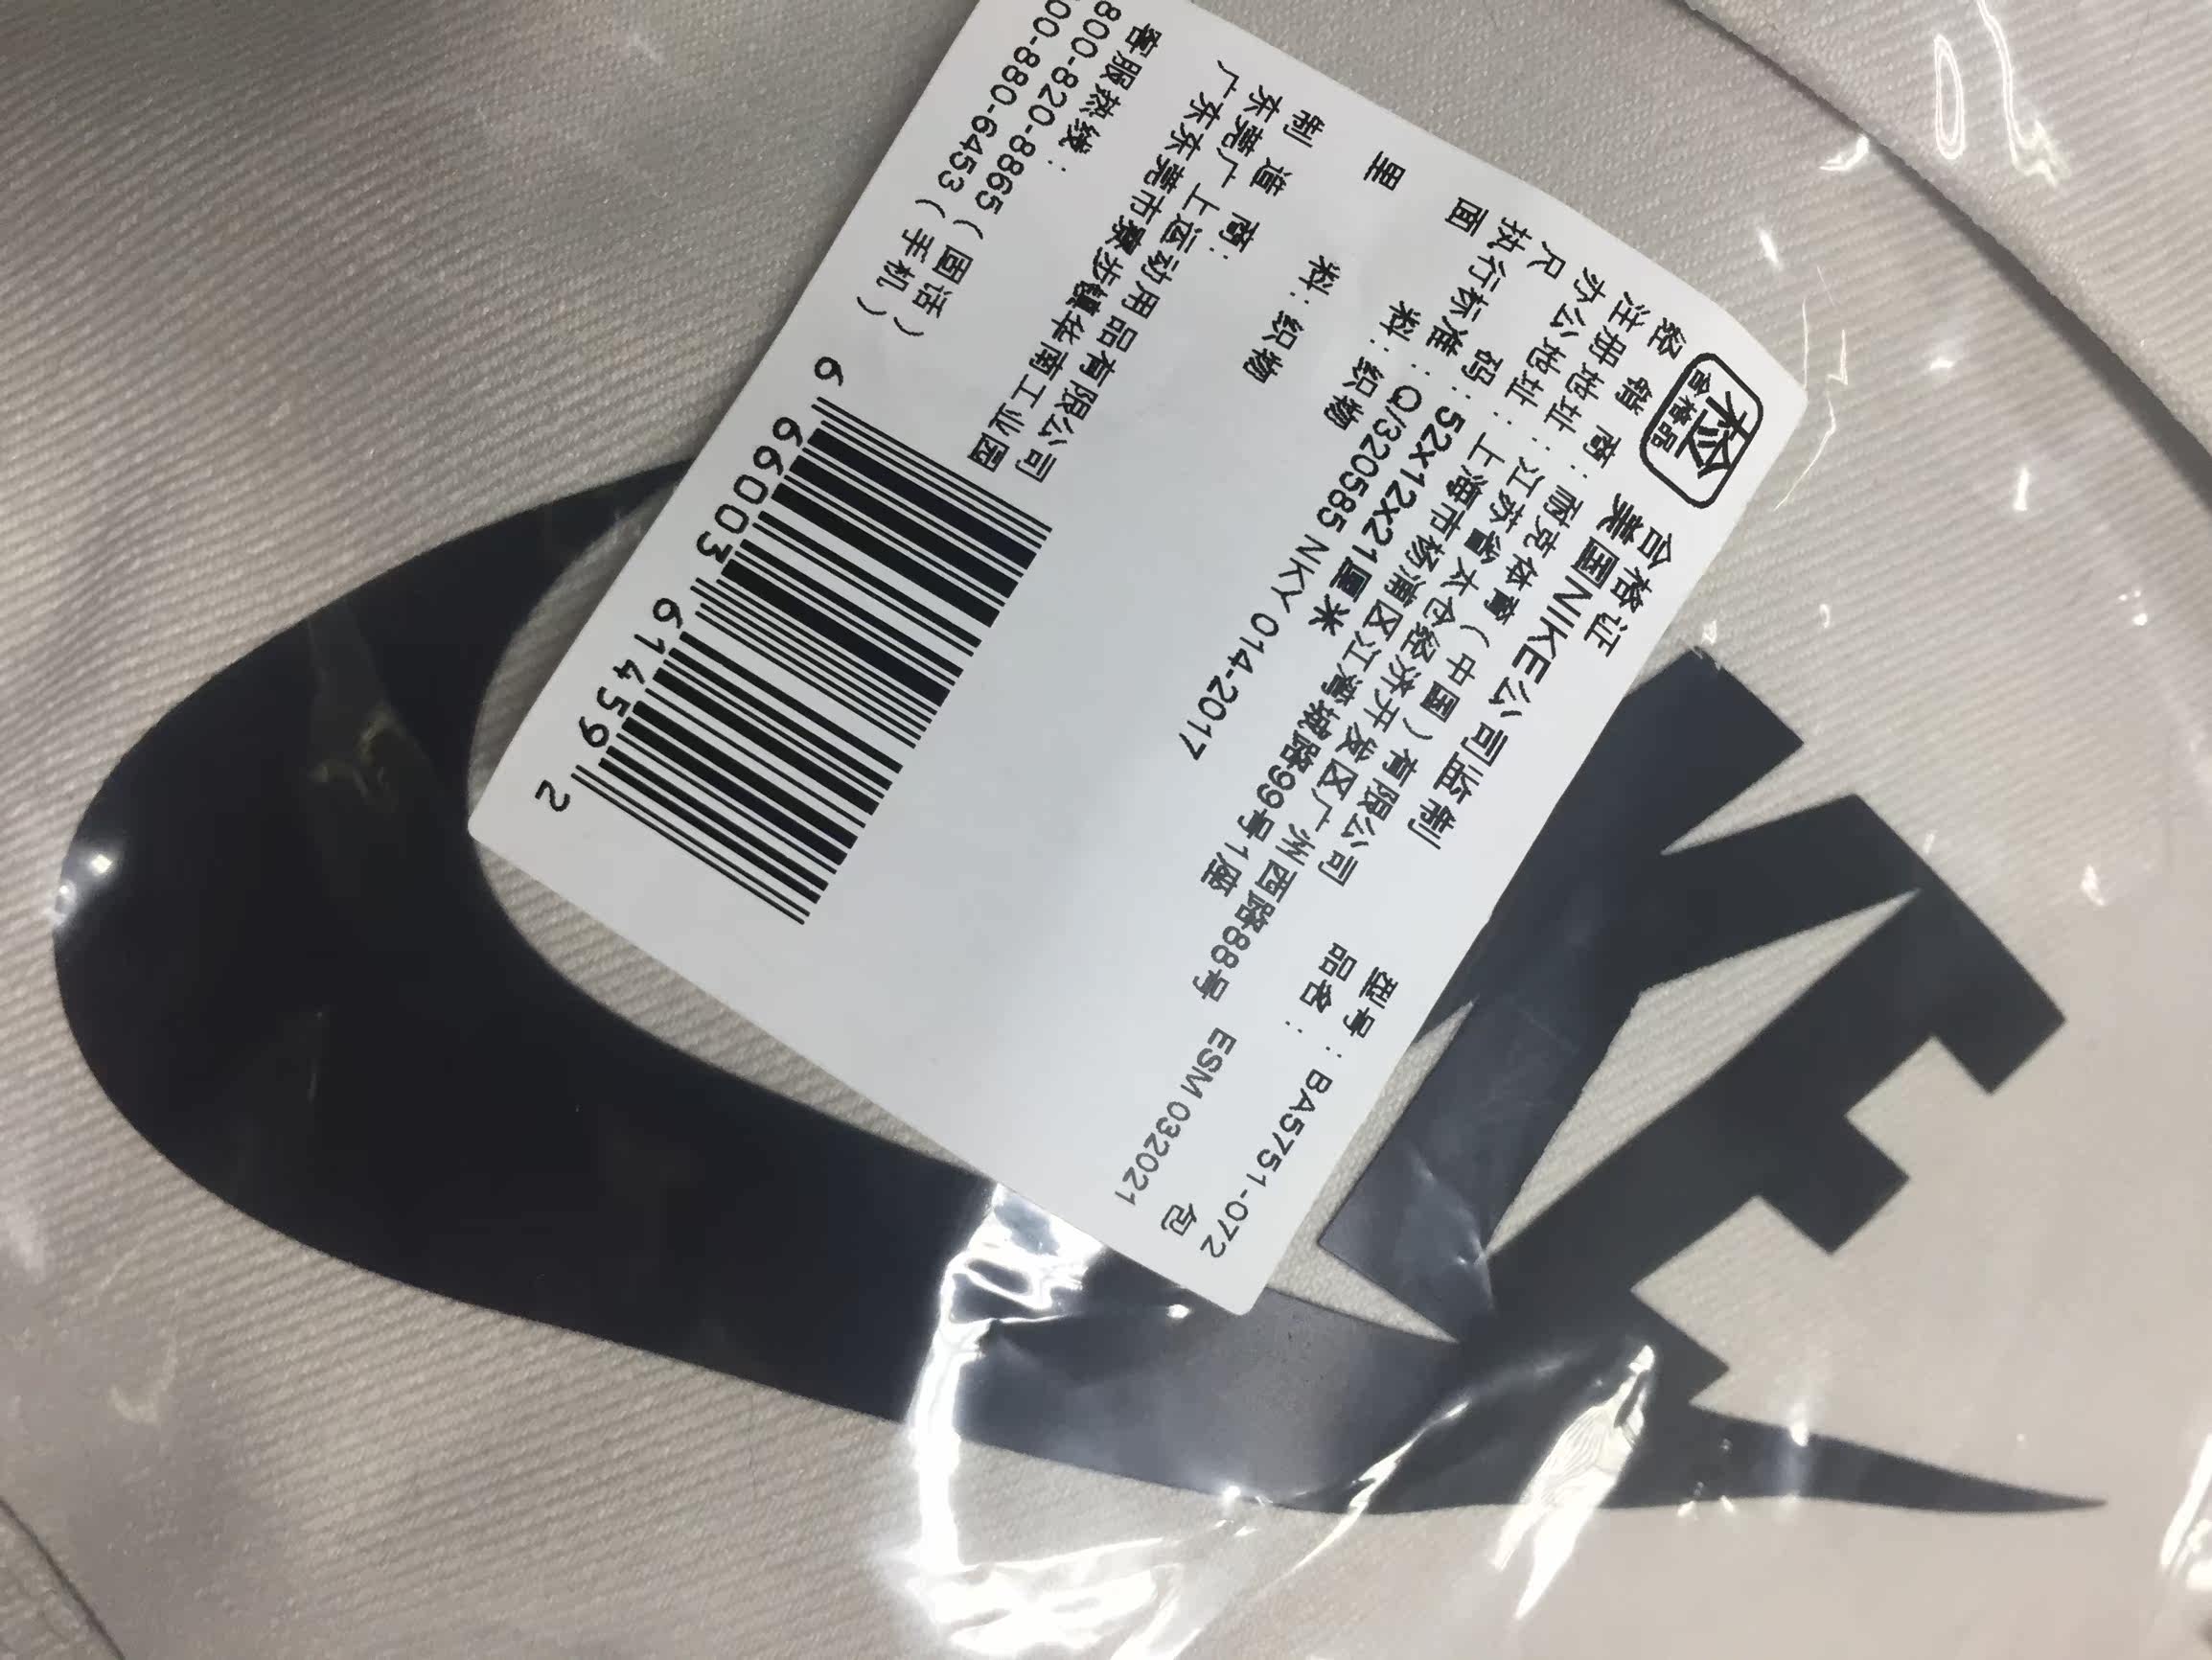 检
合格品
合格证
美国NIKE公司监制
型号：BA5751-072
品名： 包
经销商：耐克体育（中国）有限公司
注册地址：江苏省太仓经济开发区广州西路88号 ESM 032021
办公地址：上海市杨浦区江湾城路99号1座
尺 码：52x12x21厘米
执行标准：Q/320585 NKY 014-2017
面 料：织物
里 料：织物
制 造 商：
东莞广上运动用品有限公司
广东东莞市寮步镇华南工业园
客服热线：
800-820-8865（固话）
00-880-6453（手机）
6 66003 61459 2
NIKE